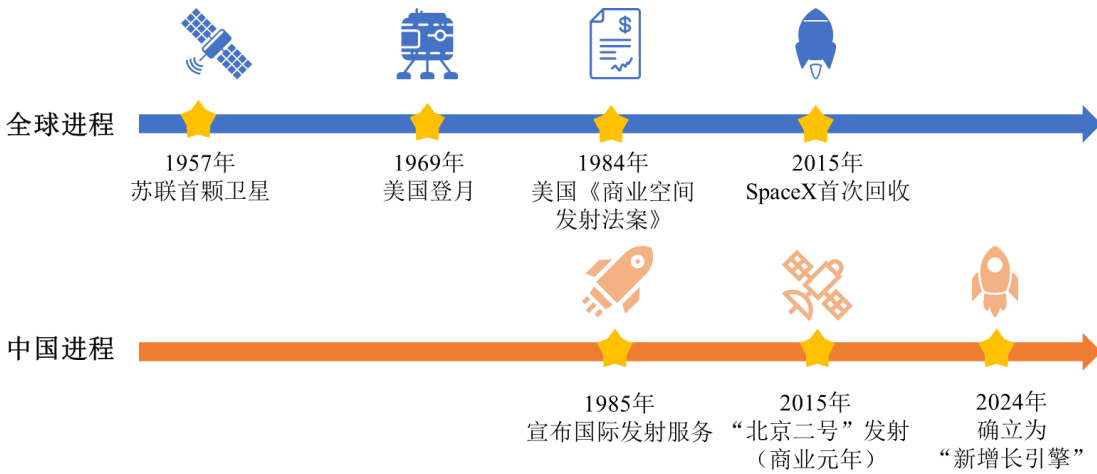 全球进程
1957年
苏联首颗卫星
1969年
美国登月
$
1984年
美国《商业空间
发射法案》
2015年
SpaceX首次回收
中国进程
1985年
宣布国际发射服务
2015年
“北京二号”发射
（商业元年）
2024年
确立为
“新增长引擎”